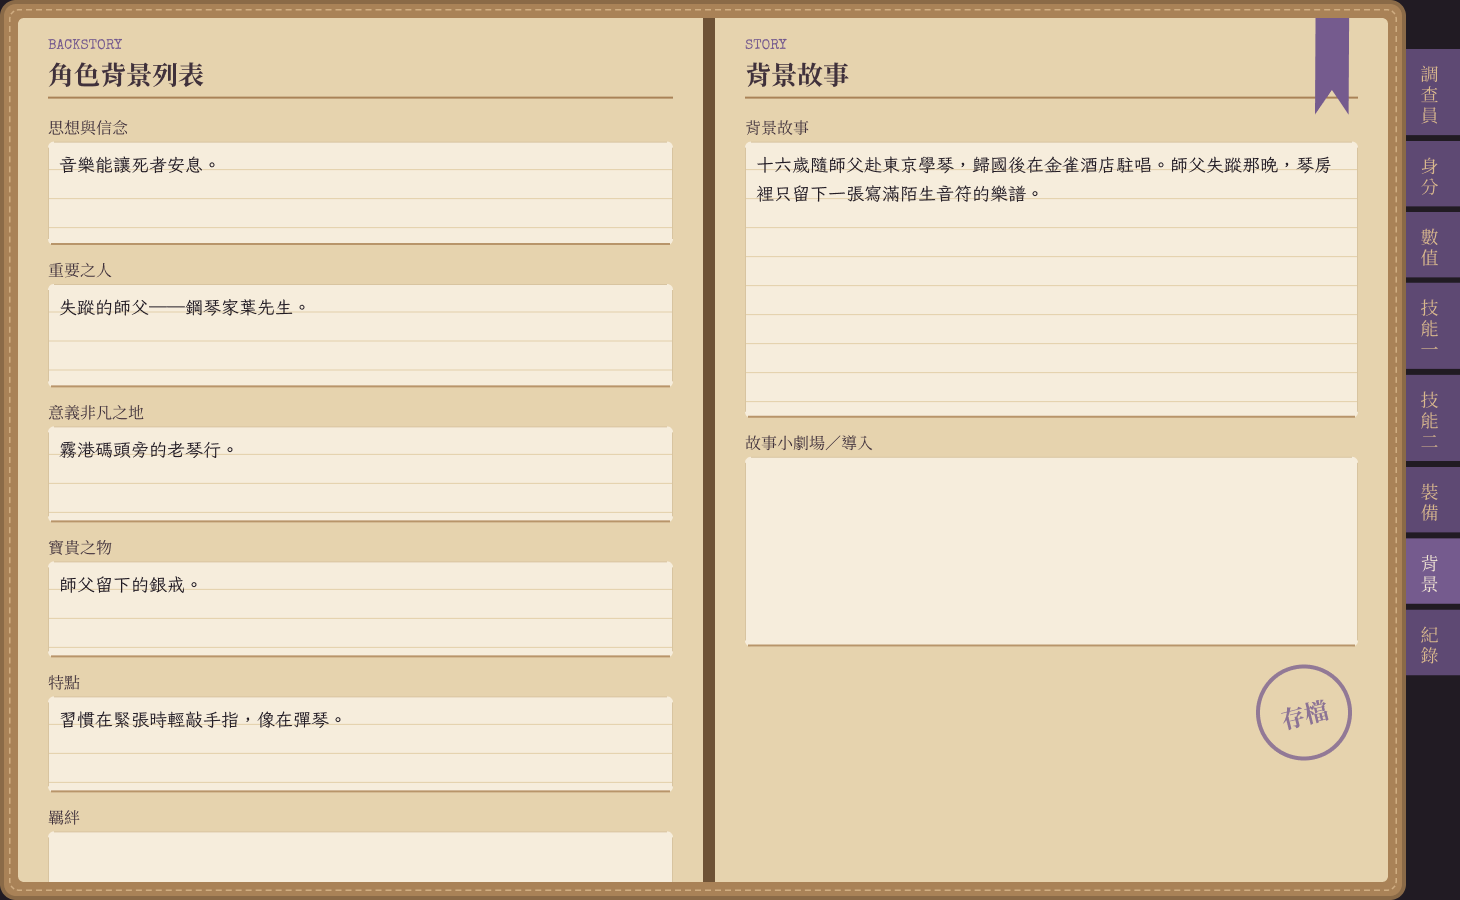 BACKSTORY
角色背景列表
思想與信念
音樂能讓死者安息。
重要之人
失蹤的師父——鋼琴家葉先生。
意義非凡之地
霧港碼頭旁的老琴行。
寶貴之物
師父留下的銀戒。
特點
習慣在緊張時輕敲手指，像在彈琴。
羈絆
STORY
背景故事
背景故事
十六歲隨師父赴東京學琴，歸國後在金雀酒店駐唱。師父失蹤那晚，琴房
裡只留下一張寫滿陌生音符的樂譜。
故事小劇場／導入
存檔
調查員
身分
數值
技能一
技能二
裝備
背景
紀錄